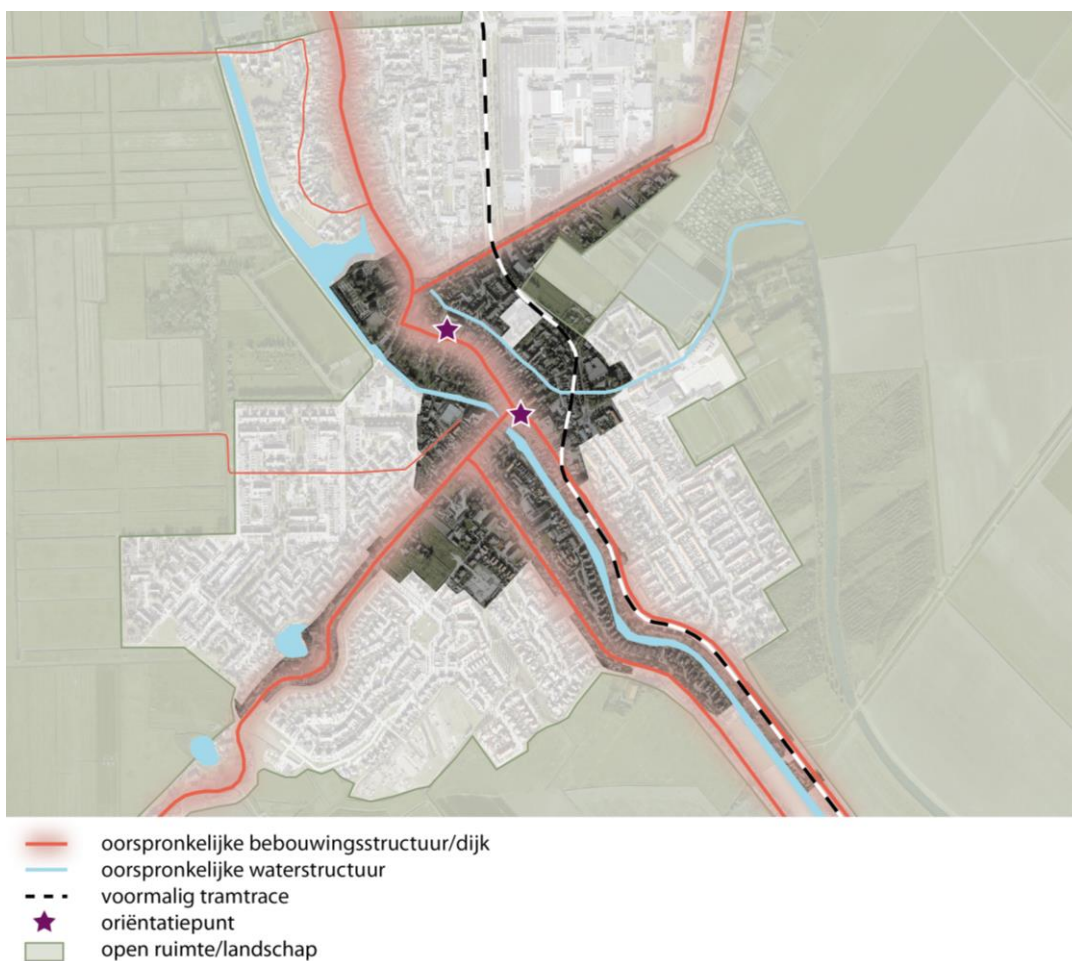 oorspronkelijke bebouwingsstructuur/dijk
oorspronkelijke waterstructuur
voormalig tramtrace
oriëntatiepunt
open ruimte/landschap